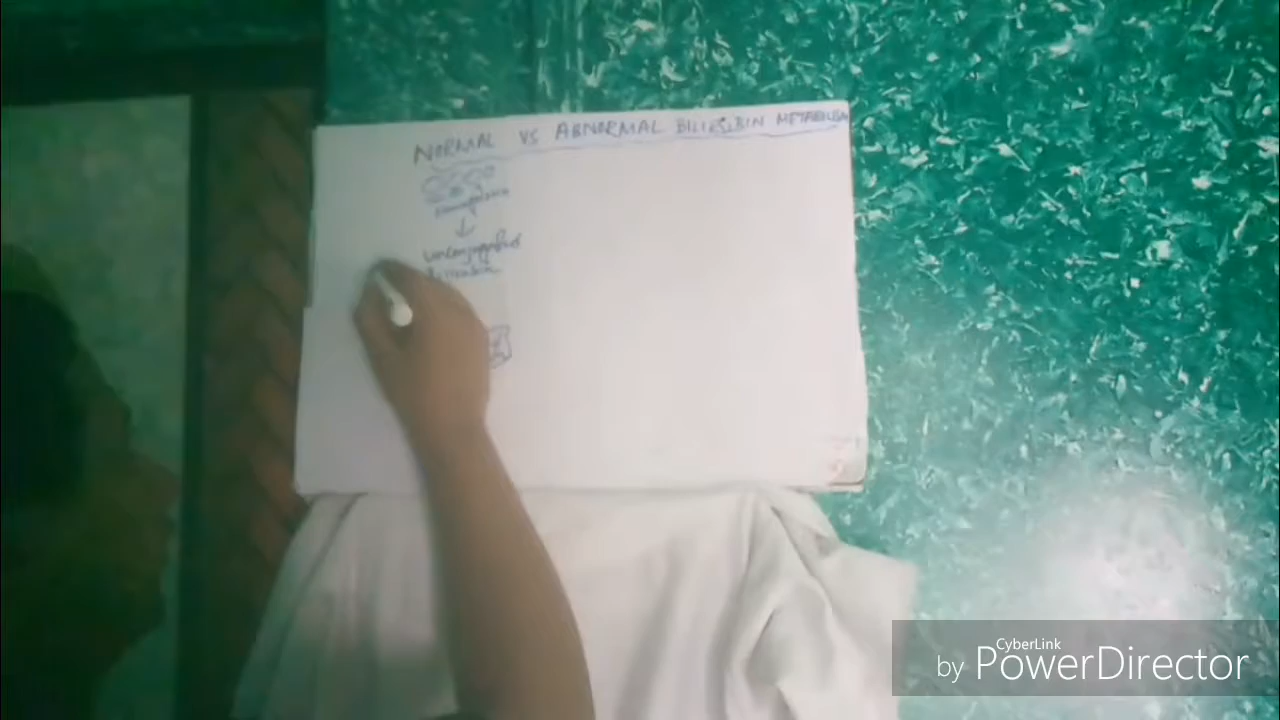 NORMAL VS ABNORMAL BILIRUBIN METABOLISM
unconjugated
CyberLink
by PowerDirector